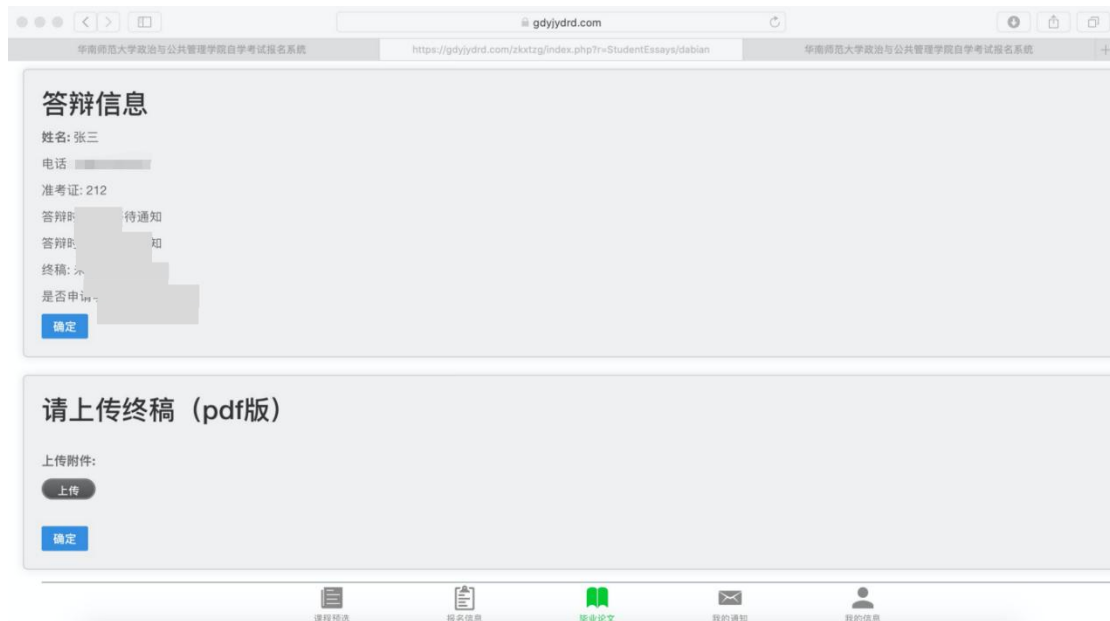 gdyjydrd.com
华南师范大学政治与公共管理学院自学考试报名系统
https://gdyjydrd.com/zkxtzg/index.php?r=StudentEssays/dabian
华南师范大学政治与公共管理学院自学考试报名系统
答辩信息
姓名: 张三
电话
准考证: 212
答辩时 待通知
答辩时 知
终稿:
是否申请
确定
请上传终稿（pdf版）
上传附件:
上传
确定
课程预选
报名信息
毕业论文
我的通知
我的信息